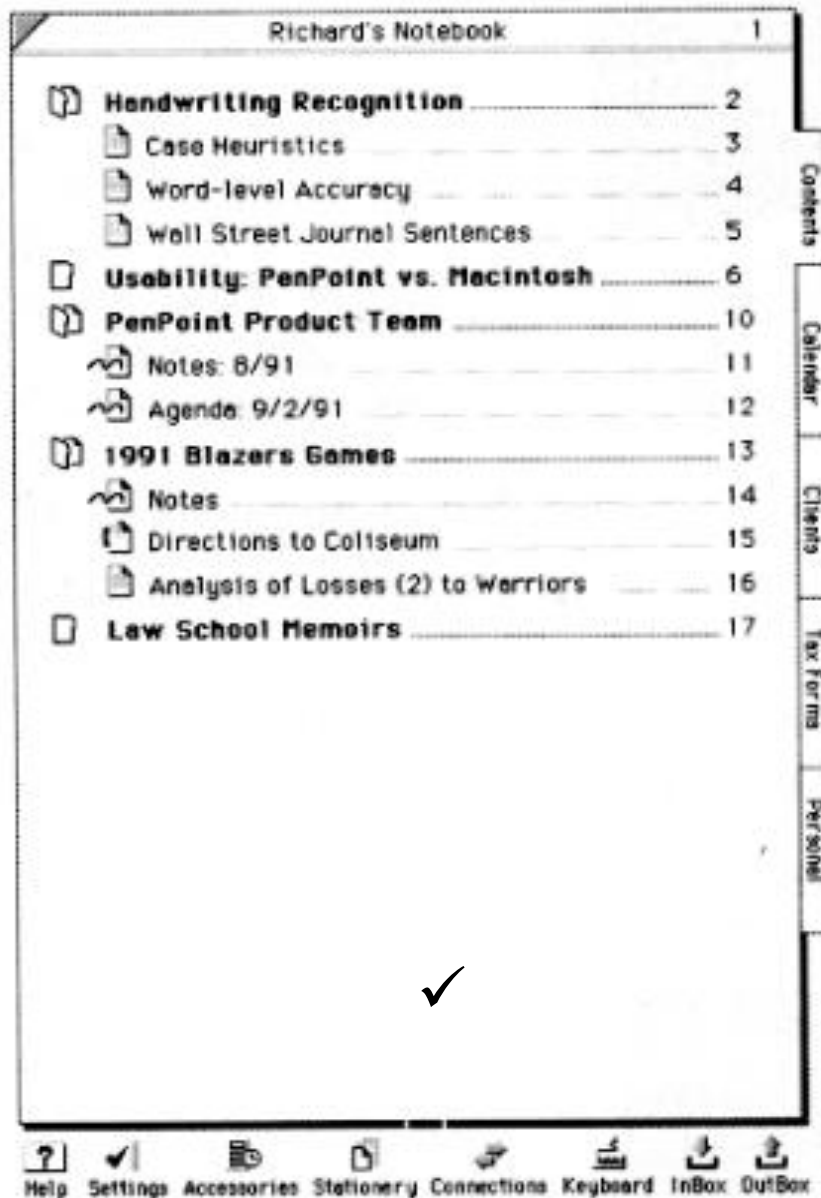 Richard's Notebook 1
Handwriting Recognition 2
Case Heuristics 3
Word-level Accuracy 4
Wall Street Journal Sentences 5
Usability: PenPoint vs. Macintosh 6
PenPoint Product Team 10
Notes: 8/91 11
Agenda: 9/2/91 12
1991 Blazers Games 13
Notes 14
Directions to Coliseum 15
Analysis of Losses (2) to Warriors 16
Law School Memoirs 17
Contents
Calendar
Clients
Tax Forms
Personal
?
Help Settings Accessories Stationery Connections Keyboard InBox OutBox